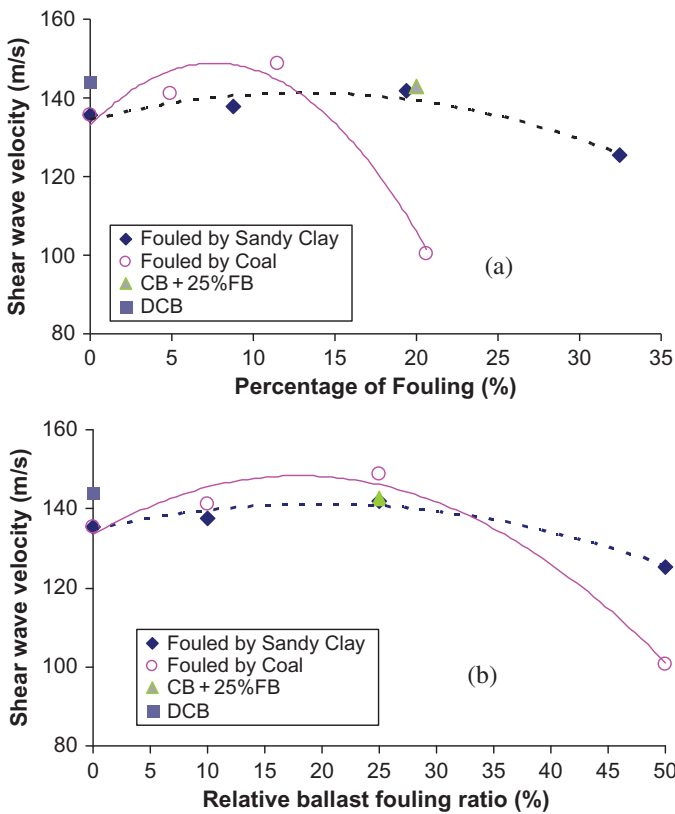 160
140
120
100
80
Shear wave velocity (m/s)
Fouled by Sandy Clay
Fouled by Coal
CB + 25%FB
DCB
(a)
0 5 10 15 20 25 30 35
Percentage of Fouling (%)
160
140
120
100
80
Shear wave velocity (m/s)
Fouled by Sandy Clay
Fouled by Coal
CB + 25%FB
DCB
(b)
0 5 10 15 20 25 30 35 40 45 50
Relative ballast fouling ratio (%)